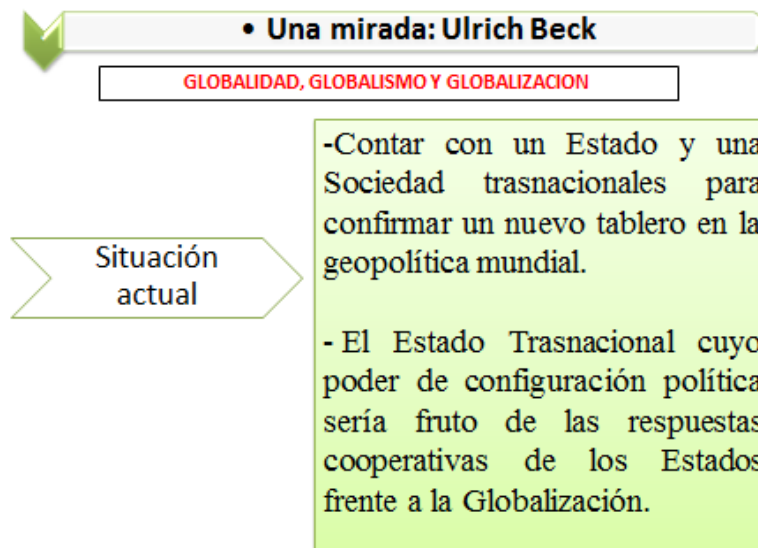 • Una mirada: Ulrich Beck
GLOBALIDAD, GLOBALISMO Y GLOBALIZACION
Situación
actual
-Contar con un Estado y una
Sociedad trasnacionales para
confirmar un nuevo tablero en la
geopolítica mundial.
- El Estado Trasnacional cuyo
poder de configuración política
sería fruto de las respuestas
cooperativas de los Estados
frente a la Globalización.